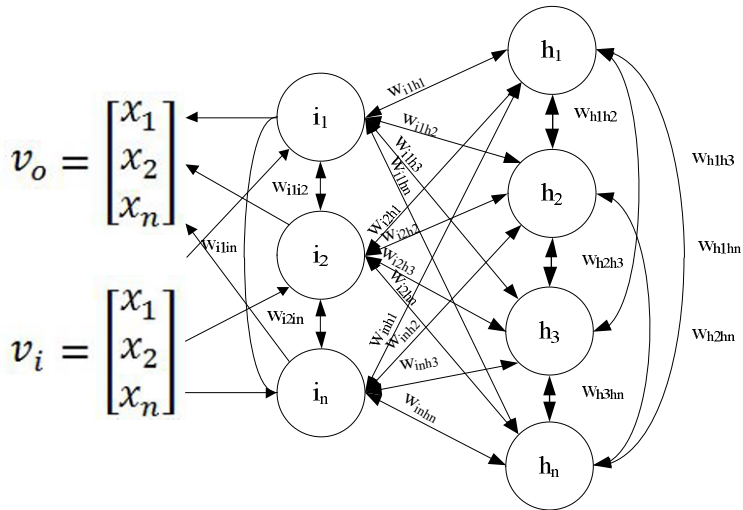 h1
i1
wi1h1
wi1h2
wh1h2
vo =
x1
x2
xn
wi1h3
wi1hn
wh1h3
h2
wi1i2
wi2h1
wi2h2
wi1in
i2
wi2h3
wi2hn
wh2h3
wh1hn
vi =
x1
x2
xn
wi2in
winh1
winh2
h3
wh2hn
in
winh3
wh3hn
winhn
hn